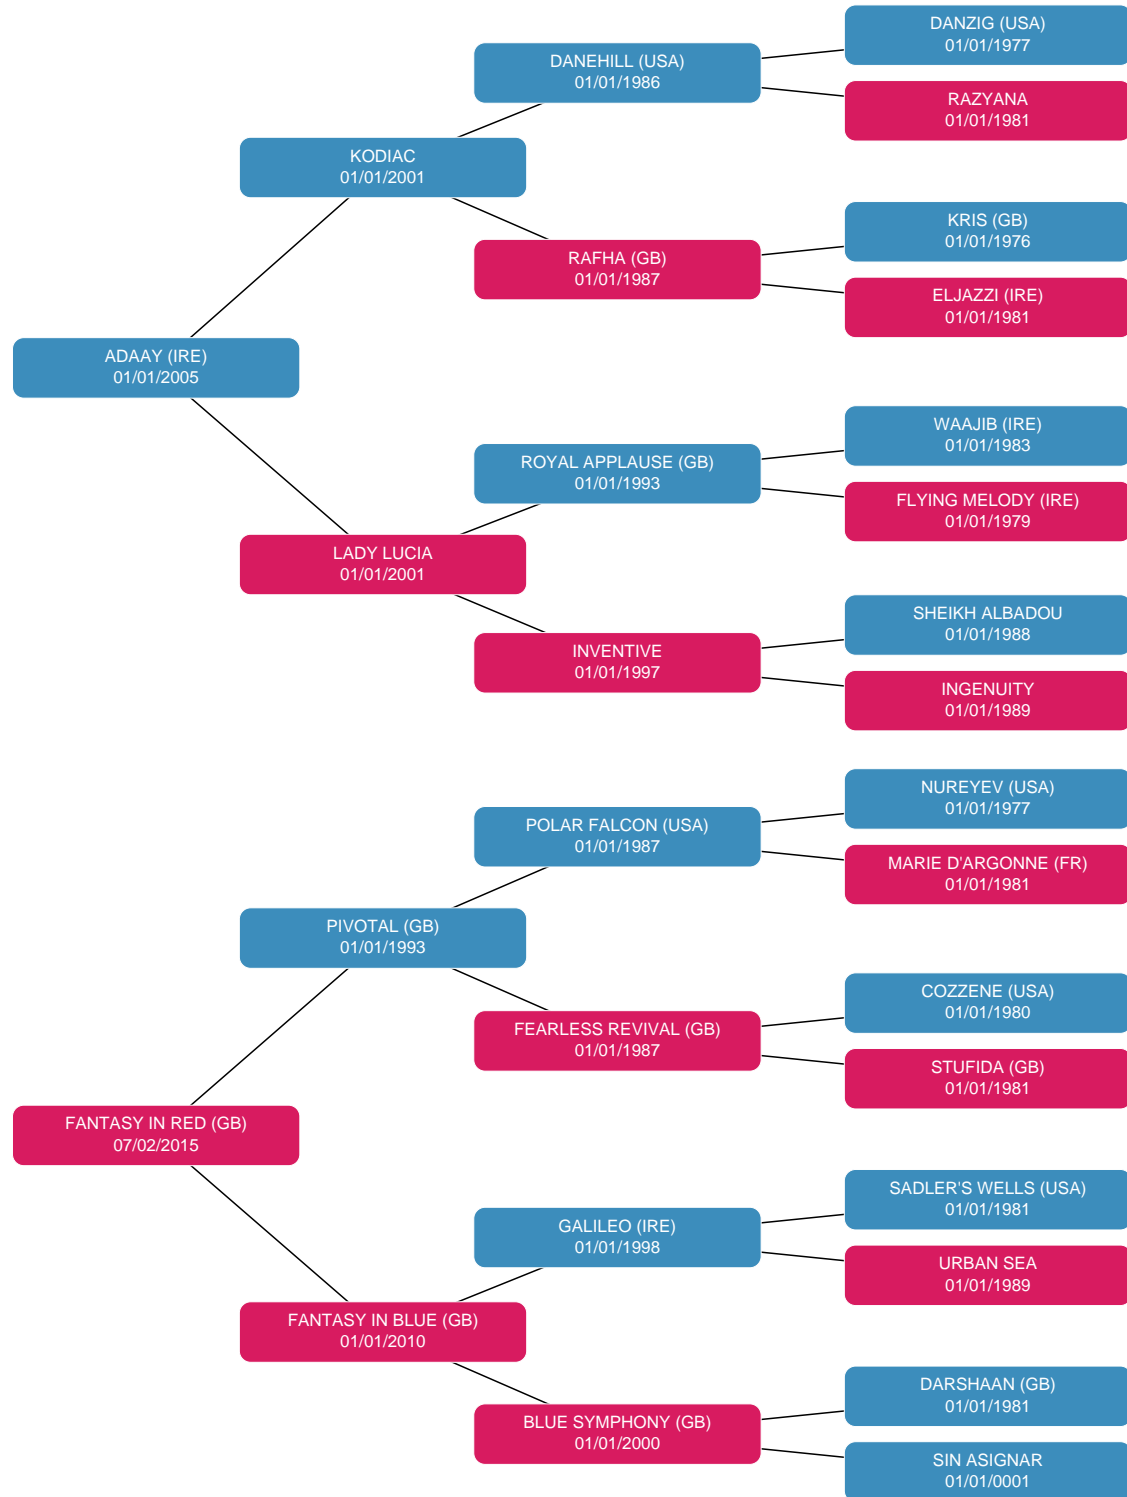 DANZIG (USA)
01/01/1977
DANEHILL (USA)
01/01/1986
RAZYANA
01/01/1981
KODIAC
01/01/2001
KRIS (GB)
01/01/1976
RAFHA (GB)
01/01/1987
ELJAZZI (IRE)
01/01/1981
ADAAY (IRE)
01/01/2005
WAAJIB (IRE)
01/01/1983
ROYAL APPLAUSE (GB)
01/01/1993
FLYING MELODY (IRE)
01/01/1979
LADY LUCIA
01/01/2001
SHEIKH ALBADOU
01/01/1988
INVENTIVE
01/01/1997
INGENUITY
01/01/1989
NUREYEV (USA)
01/01/1977
POLAR FALCON (USA)
01/01/1987
MARIE D'ARGONNE (FR)
01/01/1981
PIVOTAL (GB)
01/01/1993
COZZENE (USA)
01/01/1980
FEARLESS REVIVAL (GB)
01/01/1987
STUFIDA (GB)
01/01/1981
FANTASY IN RED (GB)
07/02/2015
SADLER'S WELLS (USA)
01/01/1981
GALILEO (IRE)
01/01/1998
URBAN SEA
01/01/1989
FANTASY IN BLUE (GB)
01/01/2010
DARSHAAN (GB)
01/01/1981
BLUE SYMPHONY (GB)
01/01/2000
SIN ASIGNAR
01/01/0001